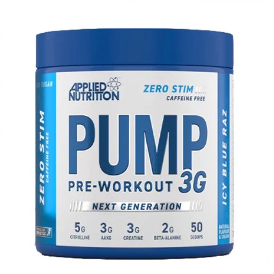 APPLIED
NUTRITION
ZERO STIM
CAFFEINE FREE
PUMP
PRE-WORKOUT 3G
NEXT GENERATION
5G 3G 3G 2G 50
CITRULLINE AAKG CREATINE BETA-ALANINE SCOOPS
ZERO STIM
CAFFEINE FREE
ICY BLUE RAZ